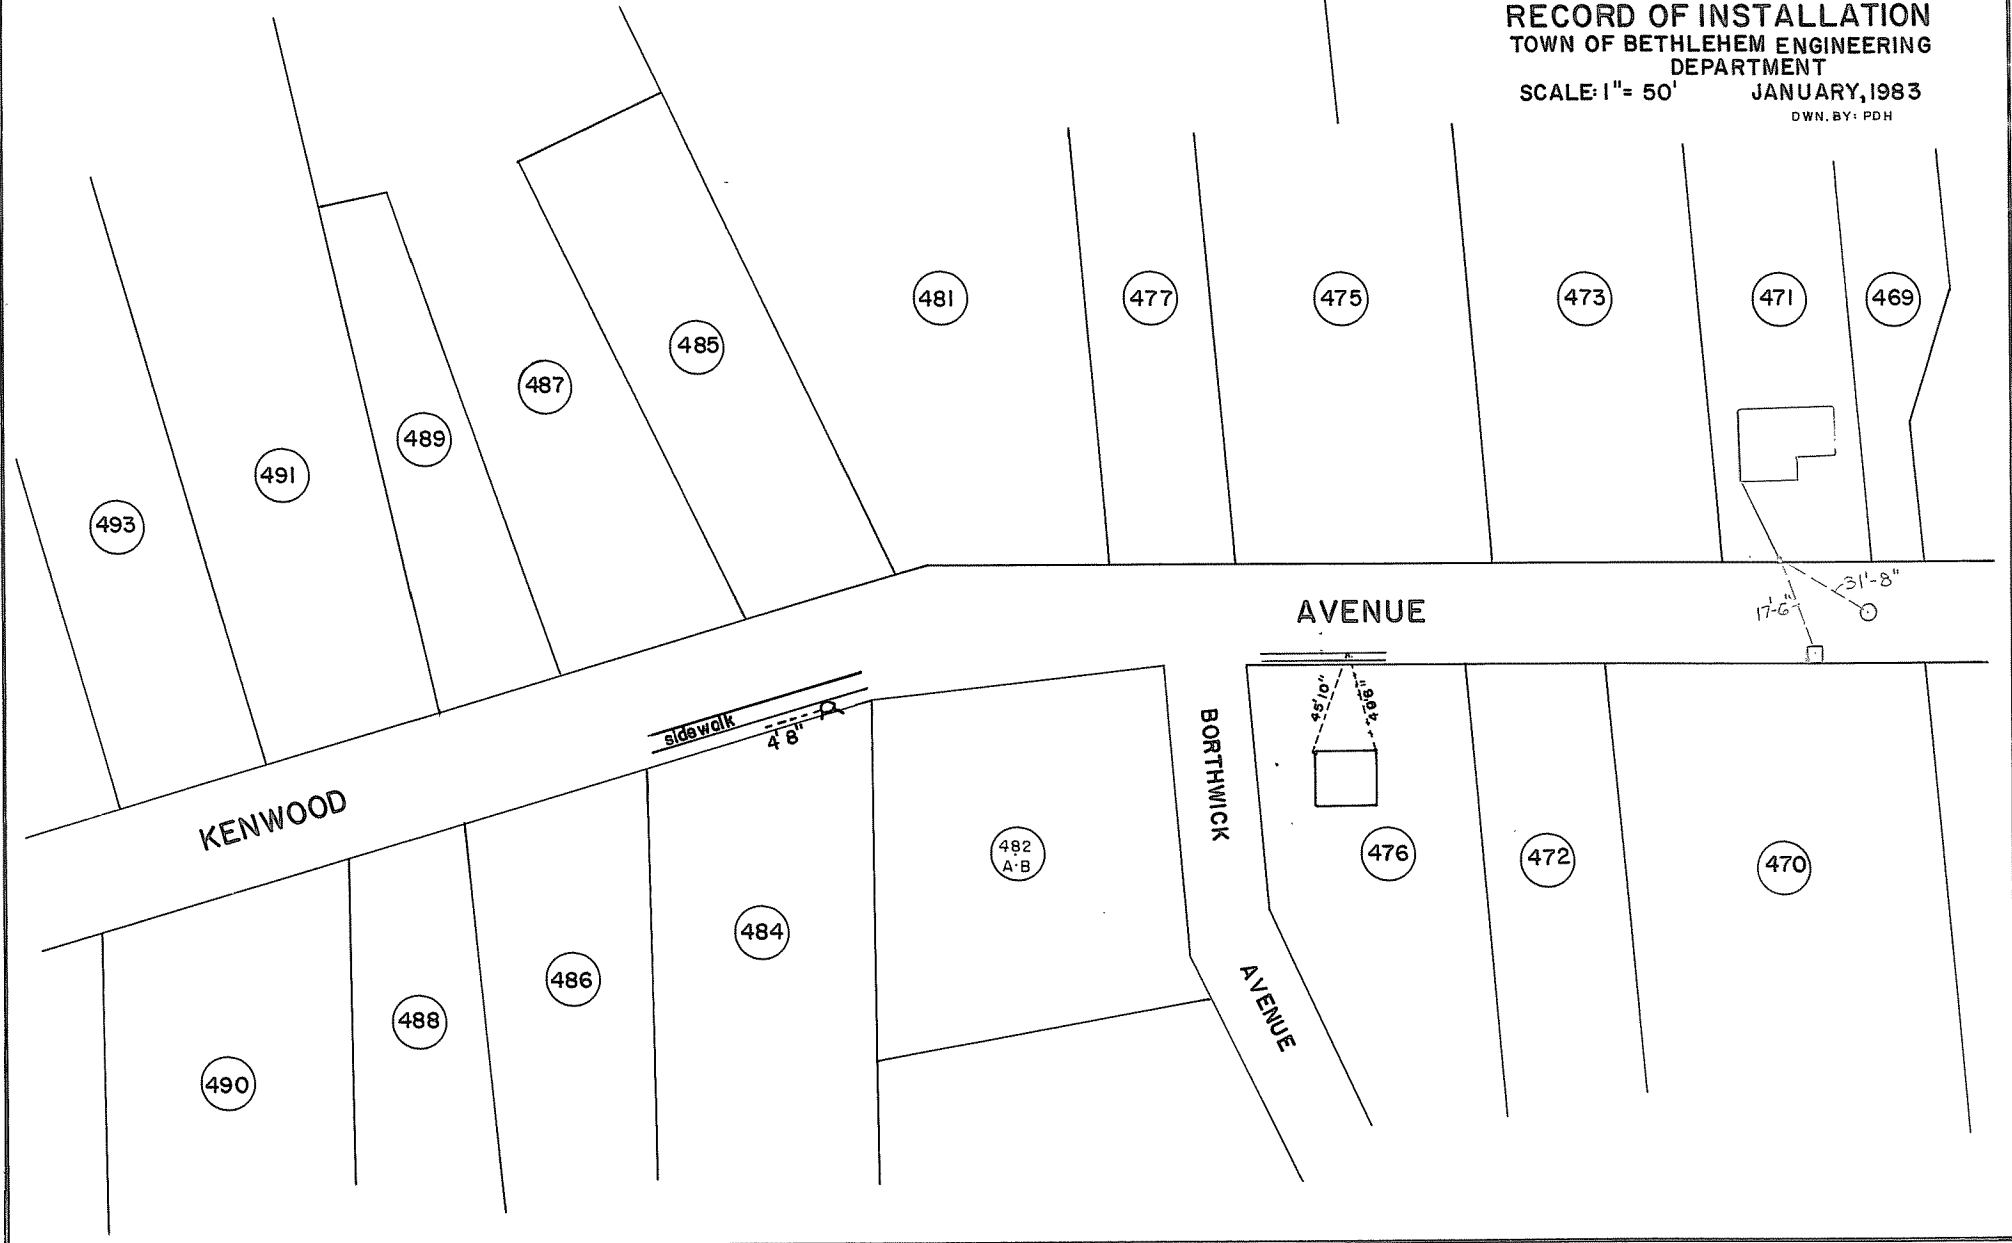 RECORD OF INSTALLATION
TOWN OF BETHLEHEM ENGINEERING
DEPARTMENT
SCALE: 1"= 50' JANUARY, 1983
DWN. BY: PDH
481
477
475
473
471
469
485
487
489
491
493
31'-8"
17'-6"
AVENUE
sidewalk
4'8"
45'10"
KENWOOD
BORTHWICK
AVENUE
482
A·B
476
472
470
484
486
488
490